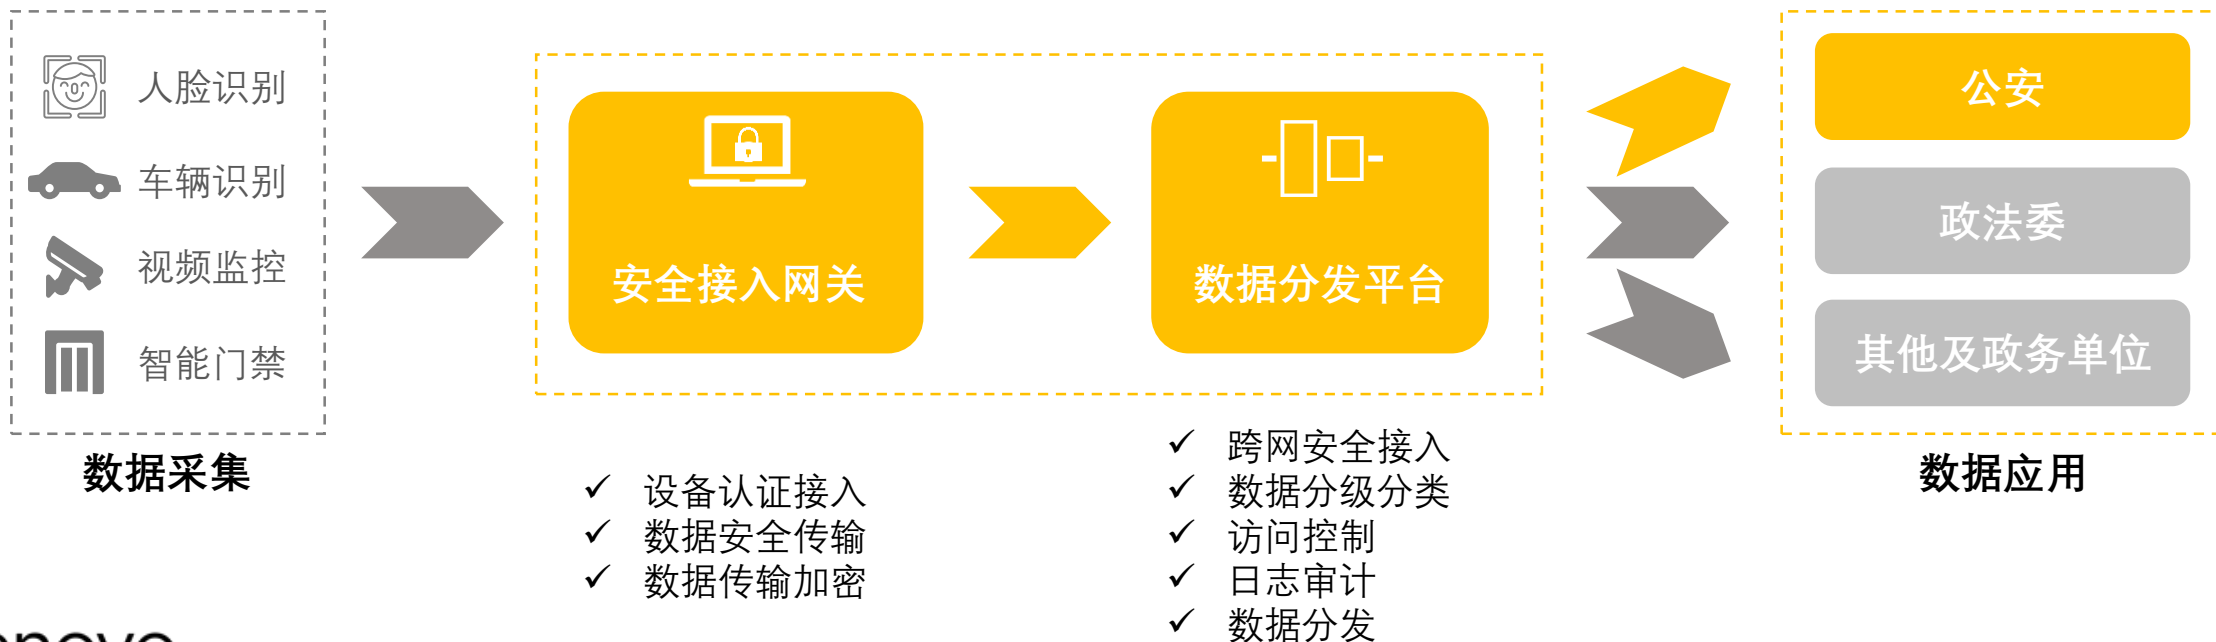 人脸识别
车辆识别
视频监控
智能门禁
数据采集
安全接入网关
设备认证接入
数据安全传输
数据传输加密
数据分发平台
跨网安全接入
数据分级分类
访问控制
日志审计
数据分发
公安
政法委
其他及政务单位
数据应用